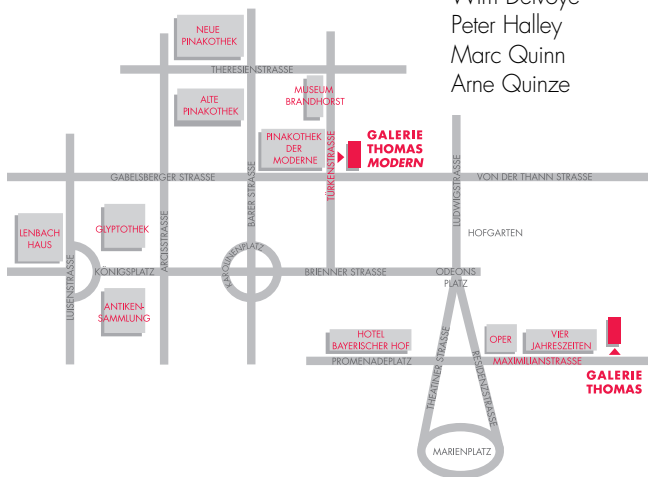 Wim Delvoye
Peter Halley
Marc Quinn
Arne Quinze
NEUE
PINAKOTHEK
THERESIENSTRASSE
ALTE
PINAKOTHEK
MUSEUM
BRANDHORST
PINAKOTHEK
DER
MODERNE
GALERIE
THOMAS
MODERN
TÜRKENSTRASSE
GABELSBERGER STRASSE
BARER STRASSE
LUDWIGSTRASSE
VON DER THANN STRASSE
LENBACH
HAUS
GLYPTOTHEK
ARCISSTRASSE
HOFGARTEN
LUISENSTRASSE
KÖNIGSPLATZ
KAROLINENPLATZ
BRIENNER STRASSE
ODEONS
PLATZ
ANTIKEN-
SAMMLUNG
HOTEL
BAYERISCHER HOF
OPER
VIER
JAHRESZEITEN
PROMENADEPLATZ
THEATINER STRASSE
RESIDENZSTRASSE
MAXIMILIANSTRASSE
GALERIE
THOMAS
MARIENPLATZ